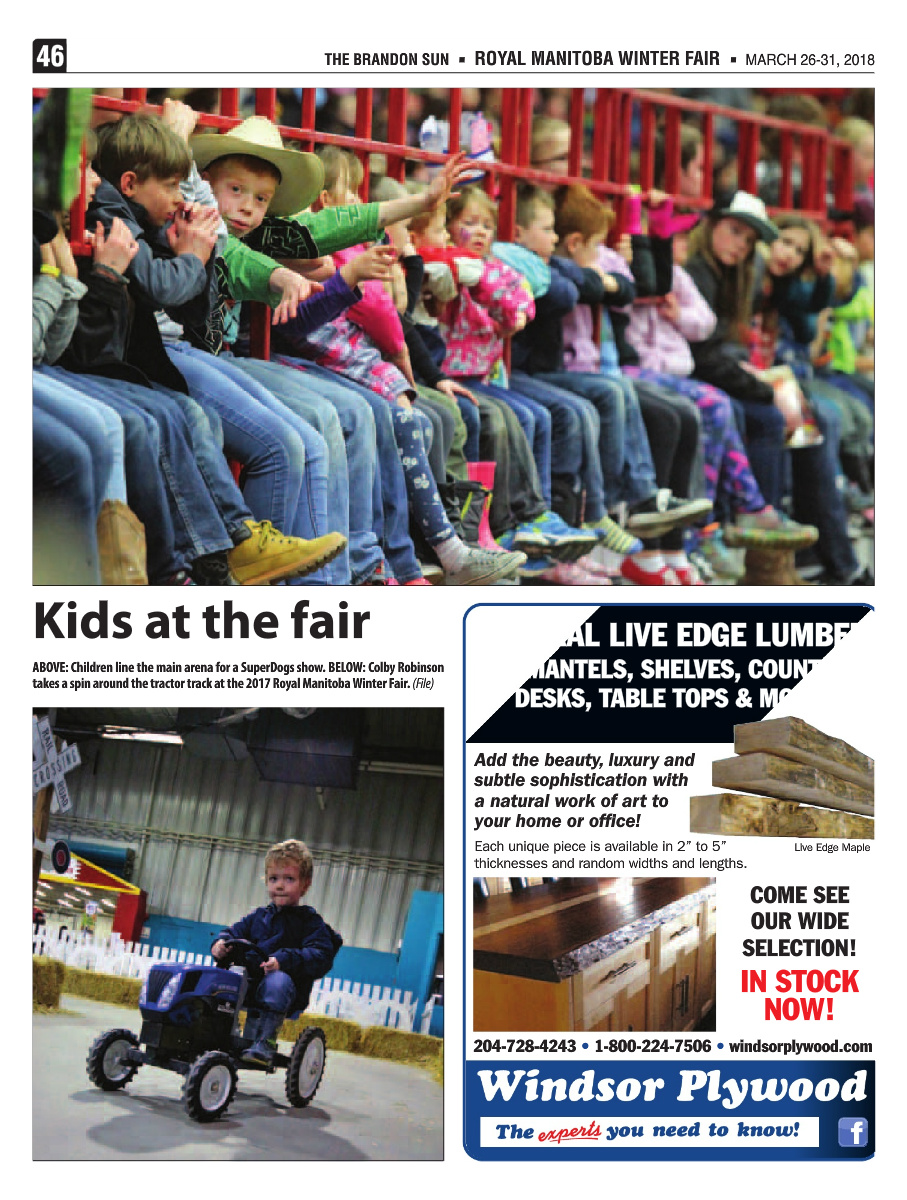 46
THE BRANDON SUN ▪ ROYAL MANITOBA WINTER FAIR ▪ MARCH 26-31, 2018
Kids at the fair
ABOVE: Children line the main arena for a SuperDogs show. BELOW: Colby Robinson
takes a spin around the tractor track at the 2017 Royal Manitoba Winter Fair. (File)
RAIL
CROSSING
ROAD
AL LIVE EDGE LUMBE
MANTELS, SHELVES, COUNT
DESKS, TABLE TOPS & MO
Add the beauty, luxury and
subtle sophistication with
a natural work of art to
your home or office!
Each unique piece is available in 2” to 5”
thicknesses and random widths and lengths.
Live Edge Maple
COME SEE
OUR WIDE
SELECTION!
IN STOCK
NOW!
204-728-4243 • 1-800-224-7506 • windsorplywood.com
Windsor Plywood
The experts you need to know!
f